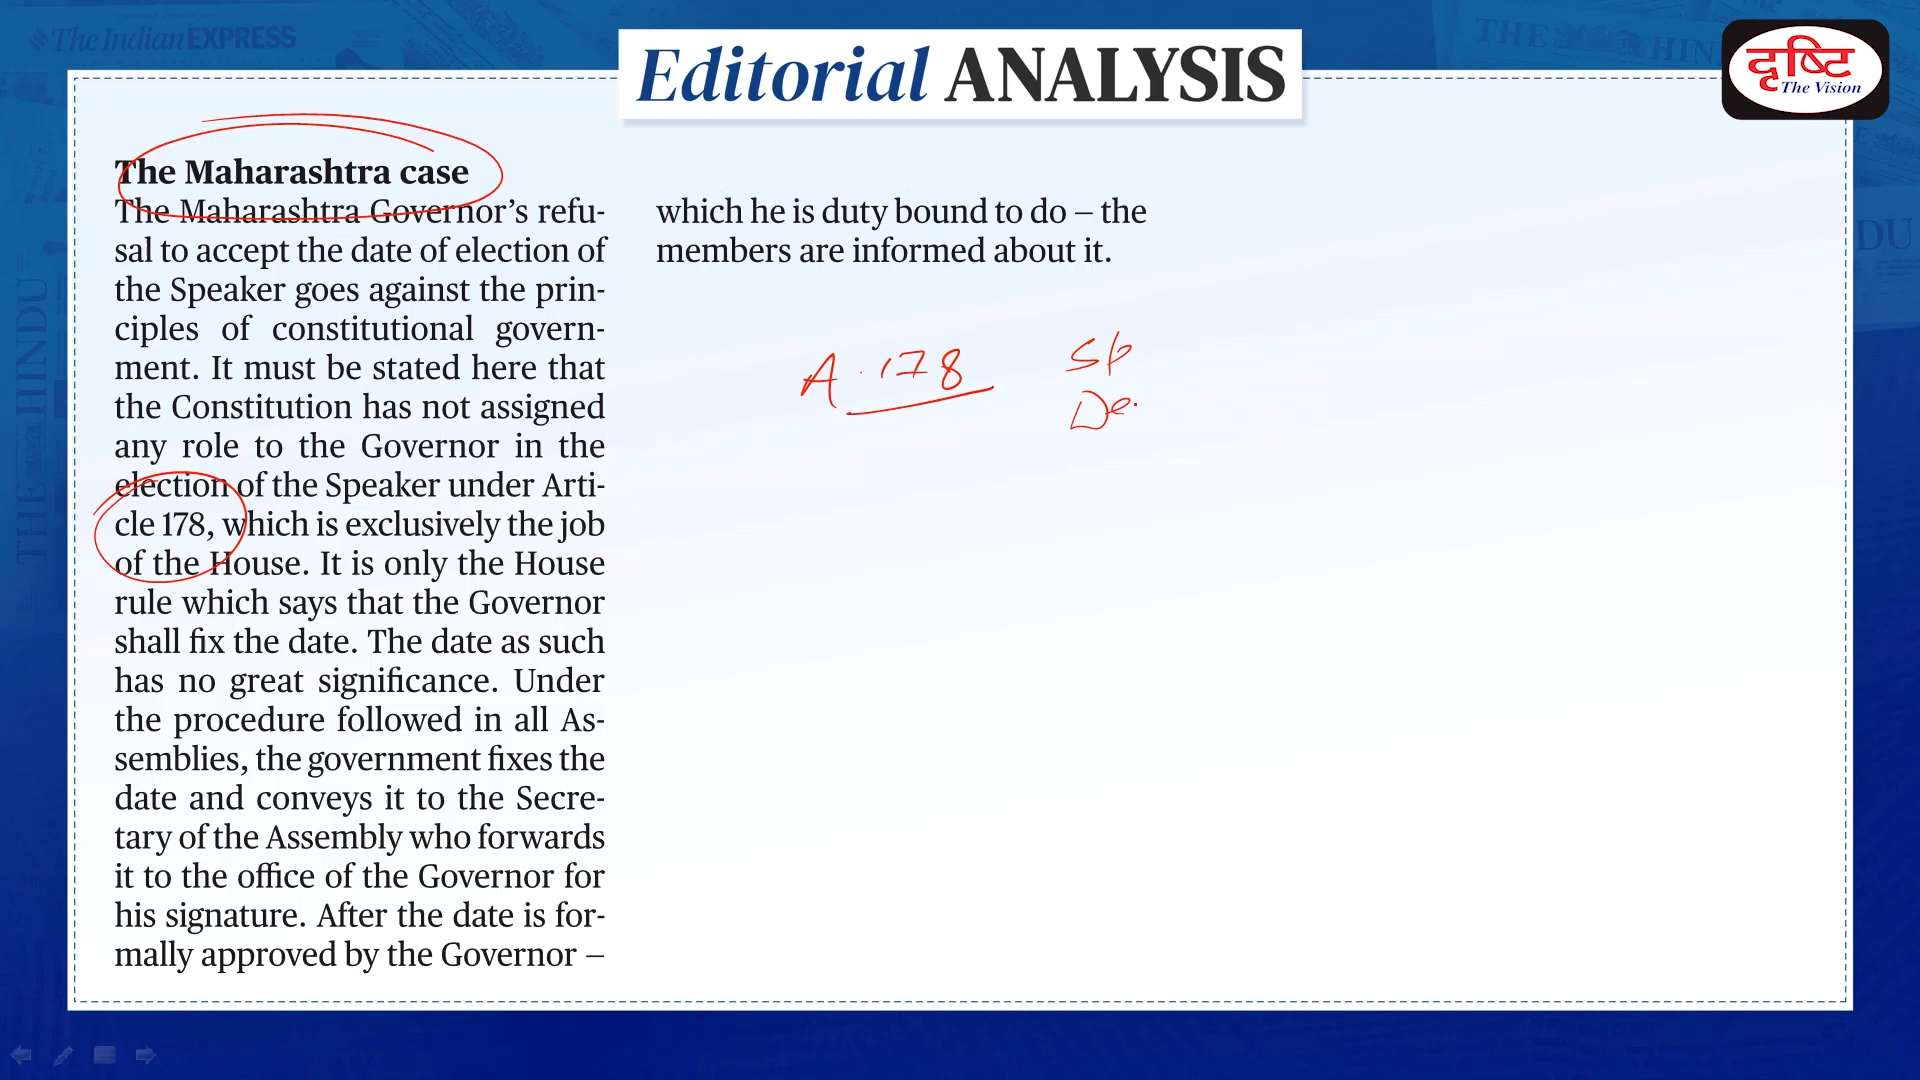 The Indian EXPRESS
THE HINDU
Editorial ANALYSIS
दृष्टि
The Vision
The Maharashtra case
The Maharashtra Governor’s refu-
sal to accept the date of election of
the Speaker goes against the prin-
ciples of constitutional govern-
ment. It must be stated here that
the Constitution has not assigned
any role to the Governor in the
election of the Speaker under Arti-
cle 178, which is exclusively the job
of the House. It is only the House
rule which says that the Governor
shall fix the date. The date as such
has no great significance. Under
the procedure followed in all As-
semblies, the government fixes the
date and conveys it to the Secre-
tary of the Assembly who forwards
it to the office of the Governor for
his signature. After the date is for-
mally approved by the Governor –
which he is duty bound to do – the
members are informed about it.
A. 178
Sp
De.
THE HINDU